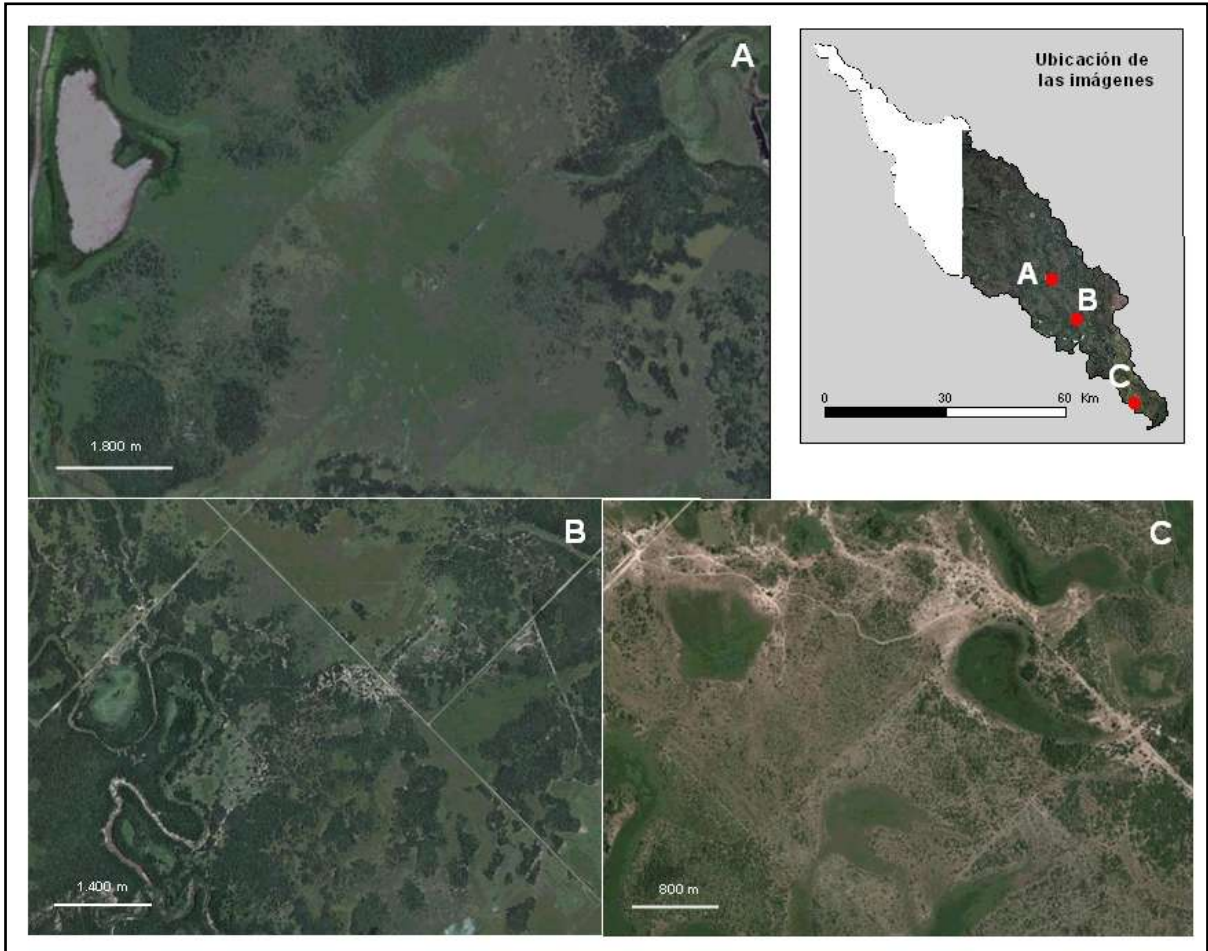 A
1.800 m
Ubicación de
las imágenes
A
B
C
0 30 60 Km
B
1.400 m
C
800 m